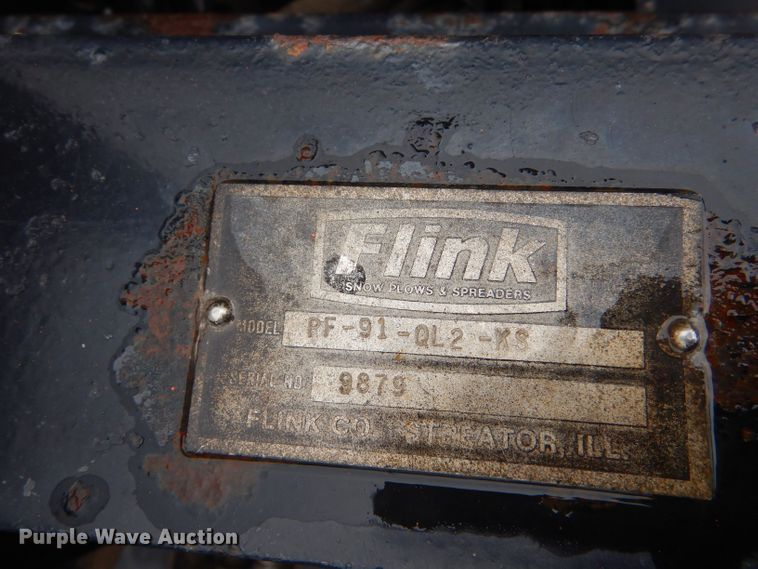 Flink
SNOW PLOWS & SPREADERS
MODEL PF-91-QL2-KS
SERIAL NO. 9879
FLINK CO. STREATOR, ILL.
Purple Wave Auction